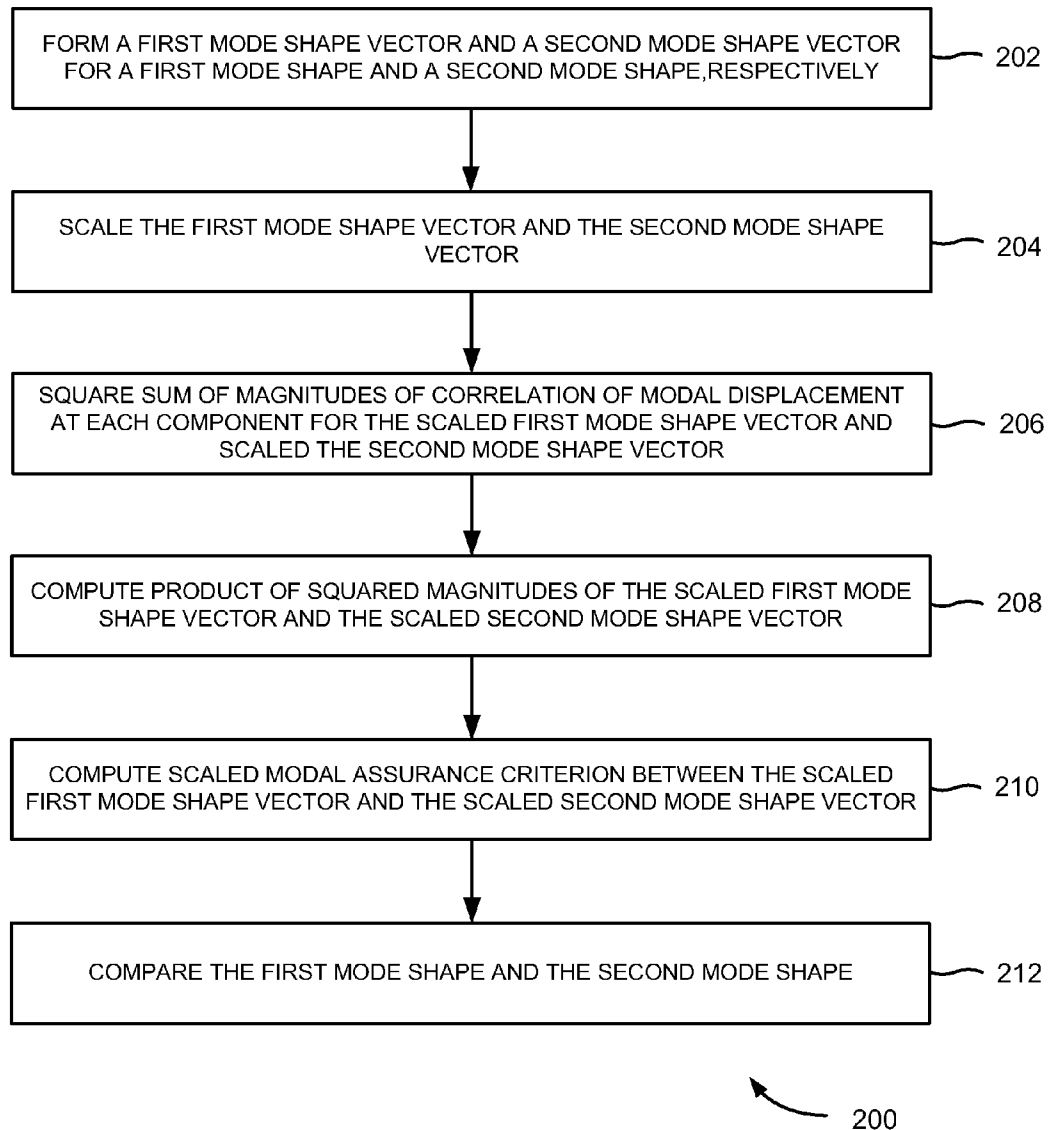 FORM A FIRST MODE SHAPE VECTOR AND A SECOND MODE SHAPE VECTOR
FOR A FIRST MODE SHAPE AND A SECOND MODE SHAPE,RESPECTIVELY
202
SCALE THE FIRST MODE SHAPE VECTOR AND THE SECOND MODE SHAPE
VECTOR
204
SQUARE SUM OF MAGNITUDES OF CORRELATION OF MODAL DISPLACEMENT
AT EACH COMPONENT FOR THE SCALED FIRST MODE SHAPE VECTOR AND
SCALED THE SECOND MODE SHAPE VECTOR
206
COMPUTE PRODUCT OF SQUARED MAGNITUDES OF THE SCALED FIRST MODE
SHAPE VECTOR AND THE SCALED SECOND MODE SHAPE VECTOR
208
COMPUTE SCALED MODAL ASSURANCE CRITERION BETWEEN THE SCALED
FIRST MODE SHAPE VECTOR AND THE SCALED SECOND MODE SHAPE VECTOR
210
COMPARE THE FIRST MODE SHAPE AND THE SECOND MODE SHAPE
212
200